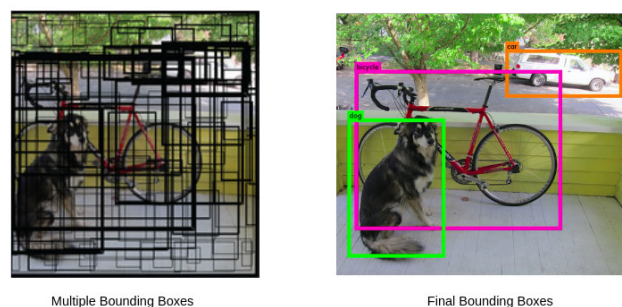 car
bicycle
dog
Multiple Bounding Boxes
Final Bounding Boxes